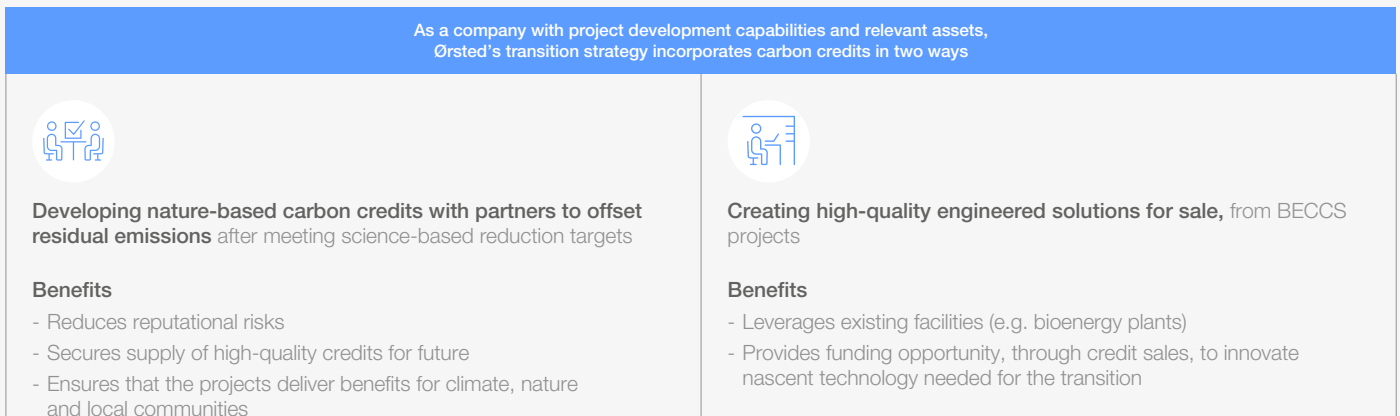 As a company with project development capabilities and relevant assets,
Ørsted's transition strategy incorporates carbon credits in two ways
Developing nature-based carbon credits with partners to offset
residual emissions after meeting science-based reduction targets
Benefits
- Reduces reputational risks
- Secures supply of high-quality credits for future
- Ensures that the projects deliver benefits for climate, nature
and local communities
Creating high-quality engineered solutions for sale, from BECCS
projects
Benefits
- Leverages existing facilities (e.g. bioenergy plants)
- Provides funding opportunity, through credit sales, to innovate
nascent technology needed for the transition